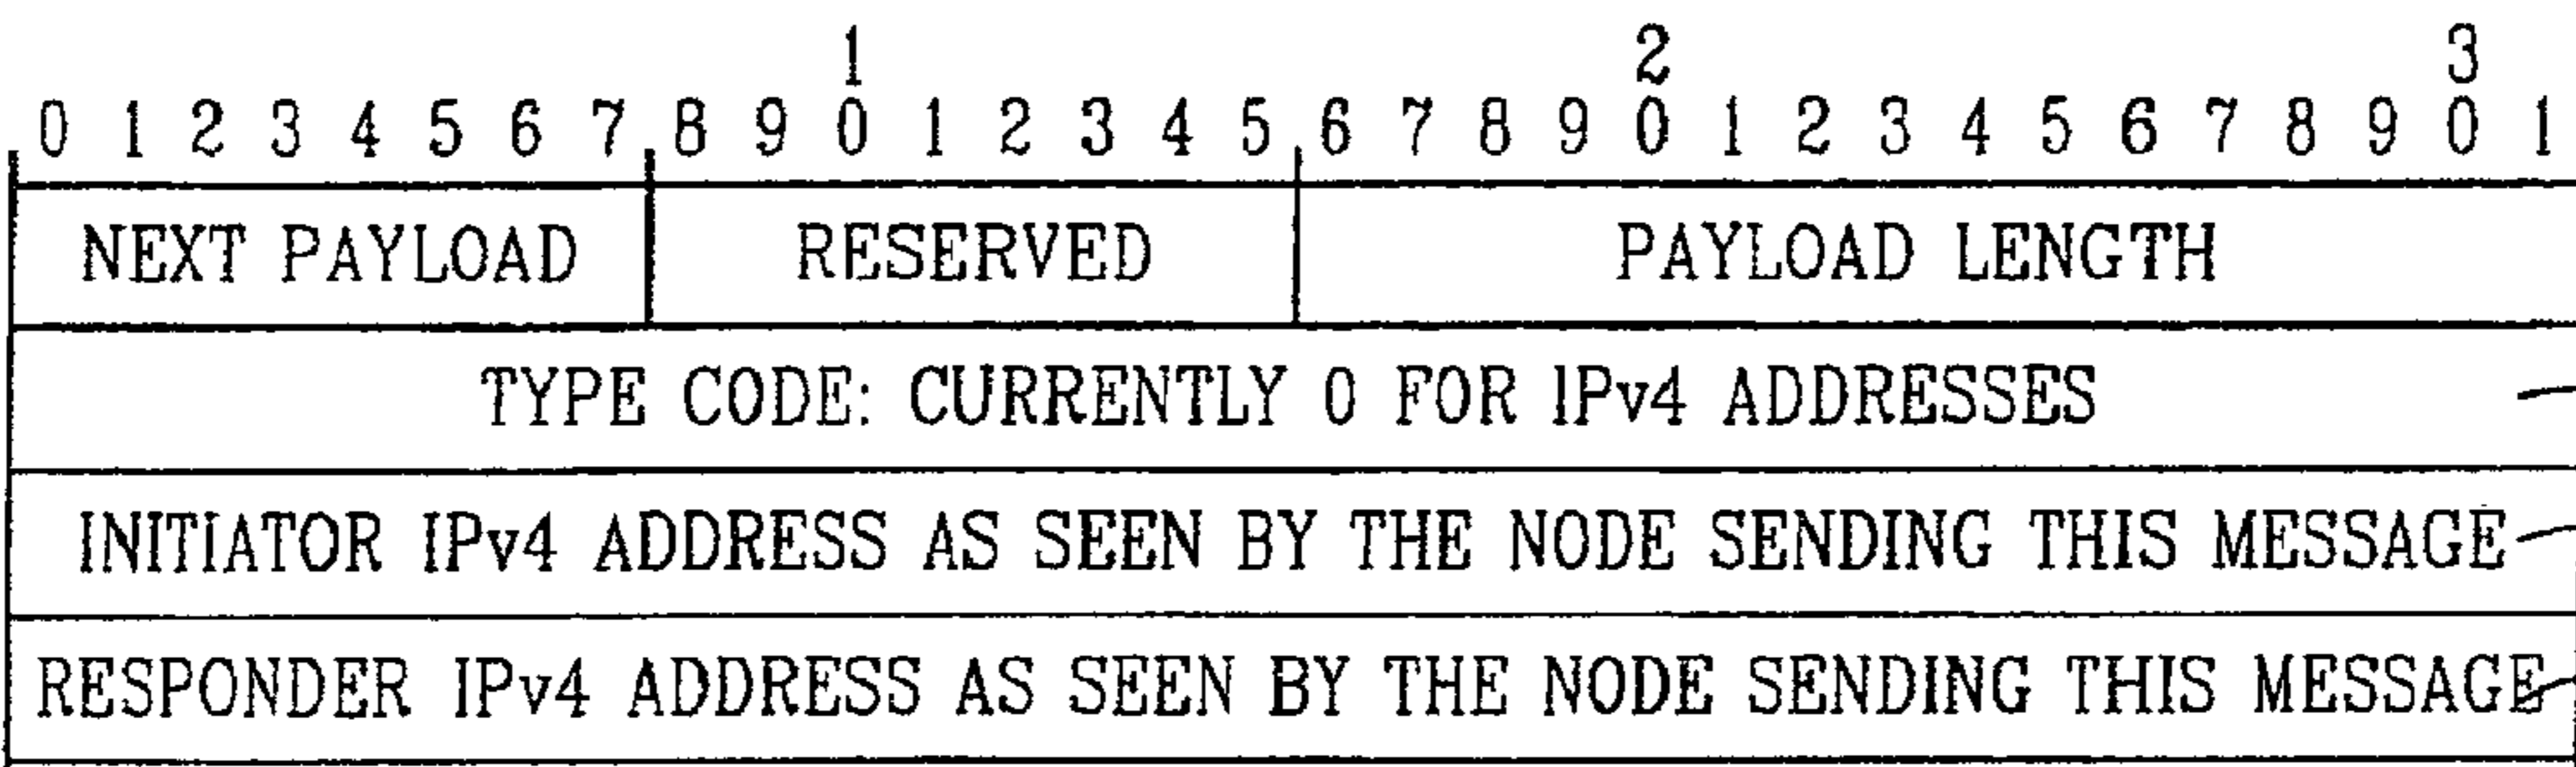 1 2 3
0 1 2 3 4 5 6 7 8 9 0 1 2 3 4 5 6 7 8 9 0 1 2 3 4 5 6 7 8 9 0 1
NEXT PAYLOAD RESERVED PAYLOAD LENGTH
TYPE CODE: CURRENTLY 0 FOR IPv4 ADDRESSES
INITIATOR IPv4 ADDRESS AS SEEN BY THE NODE SENDING THIS MESSAGE
RESPONDER IPv4 ADDRESS AS SEEN BY THE NODE SENDING THIS MESSAGE